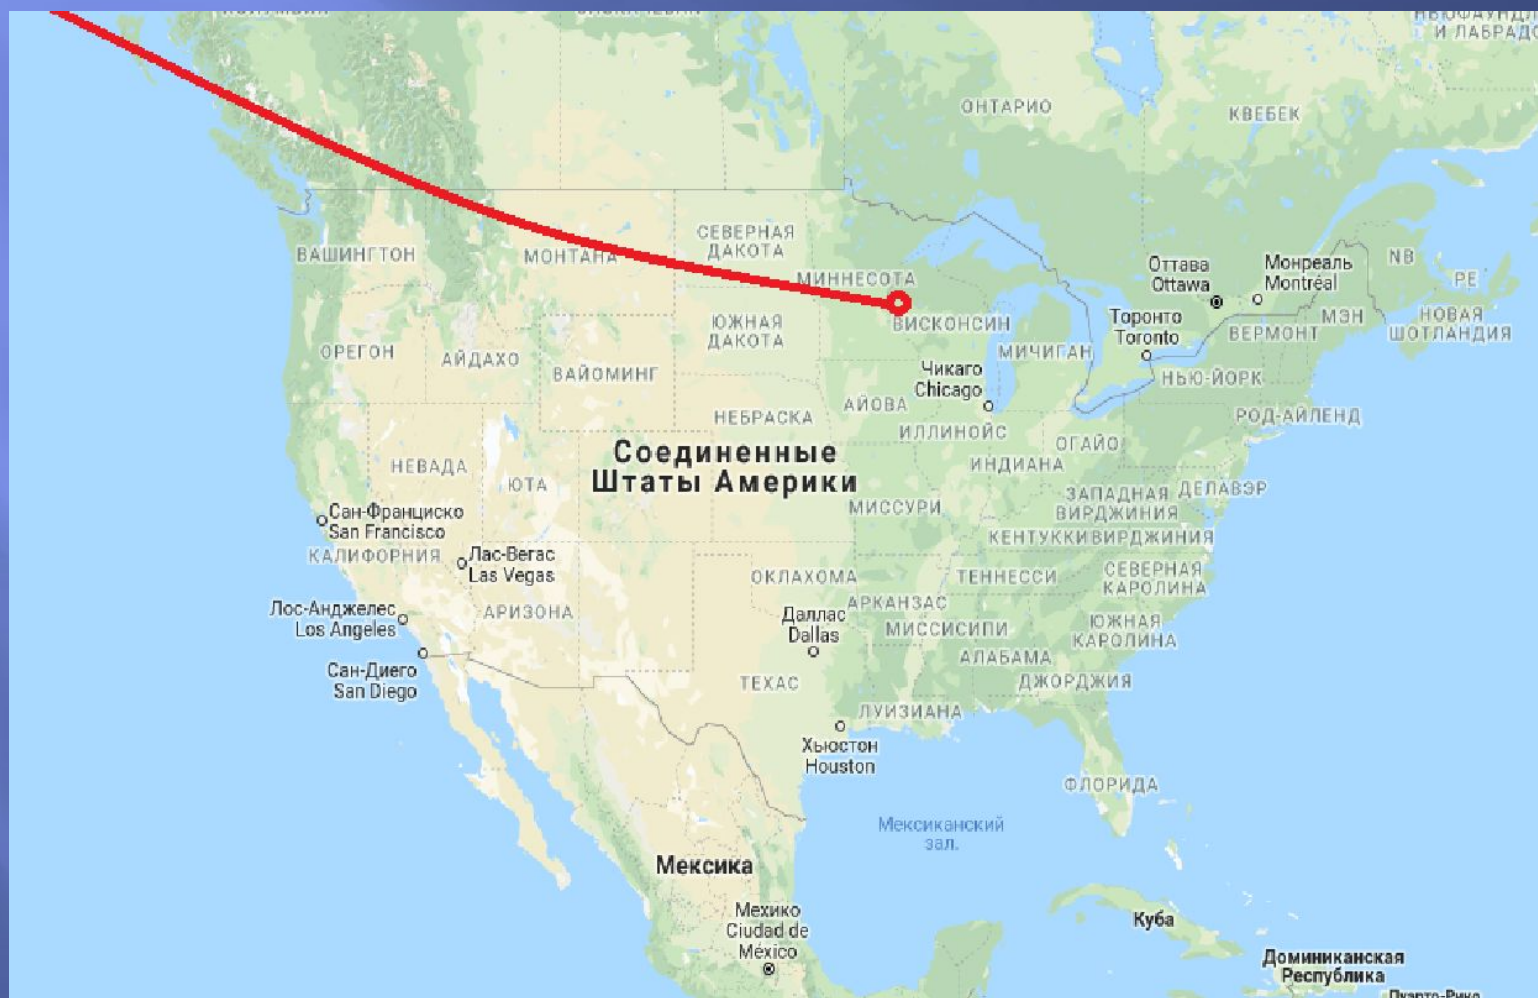 ОНТАРИО
КВЕБЕК
И ЛАБРАДО
ВАШИНГТОН
МОНТАНА
СЕВЕРНАЯ
ДАКОТА
МИННЕСОТА
Оттава
Ottawa
Монреаль
Montréal
NB
PE
ОРЕГОН
АЙДАХО
ВАЙОМИНГ
ЮЖНАЯ
ДАКОТА
ВИСКОНСИН
МИЧИГАН
Торонто
Toronto
ВЕРМОНТ
МЭН
НОВАЯ
ШОТЛАНДИЯ
Чикаго
Chicago
НЬЮ-ЙОРК
НЕБРАСКА
АЙОВА
ИЛЛИНОЙС
ОГАЙО
РОД-АЙЛЕНД
НЕВАДА
ЮТА
Соединенные
Штаты Америки
ИНДИАНА
МИССУРИ
ЗАПАДНАЯ
ВИРДЖИНИЯ
ДЕЛАВЭР
Сан-Франциско
San Francisco
КАЛИФОРНИЯ
Лас-Вегас
Las Vegas
КЕНТУККИ
ВИРДЖИНИЯ
ОКЛАХОМА
ТЕННЕССИ
СЕВЕРНАЯ
КАРОЛИНА
Лос-Анджелес
Los Angeles
АРИЗОНА
Даллас
Dallas
АРКАНЗАС
МИССИСИПИ
ЮЖНАЯ
КАРОЛИНА
Сан-Диего
San Diego
ТЕХАС
АЛАБАМА
ДЖОРДЖИЯ
ЛУИЗИАНА
Хьюстон
Houston
ФЛОРИДА
Мексиканский
зал.
Мексика
Мехико
Ciudad de
México
Куба
Доминиканская
Республика
Пуэрто-Рико